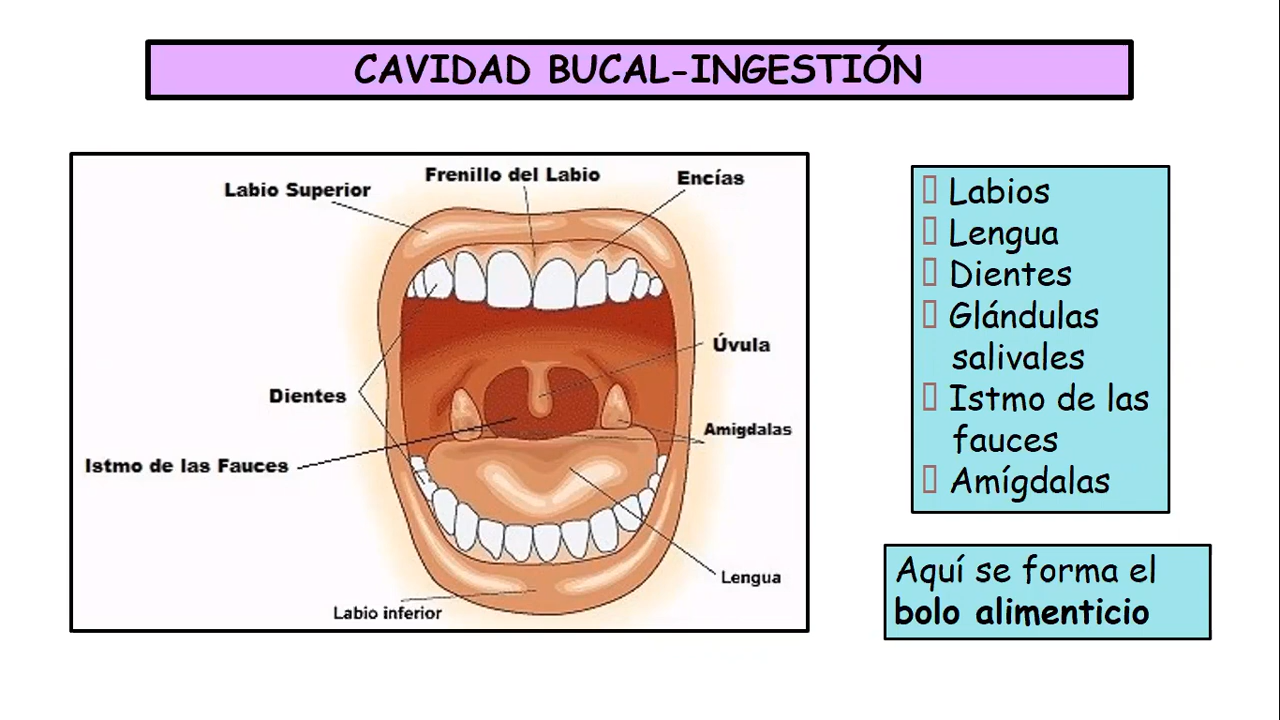 CAVIDAD BUCAL-INGESTIÓN
Frenillo del Labio
Encías
Labio Superior
Úvula
Dientes
Amigdalas
Istmo de las Fauces
Lengua
Labio inferior
Labios
Lengua
Dientes
Glándulas
salivales
Istmo de las
fauces
Amígdalas
Aquí se forma el
bolo alimenticio